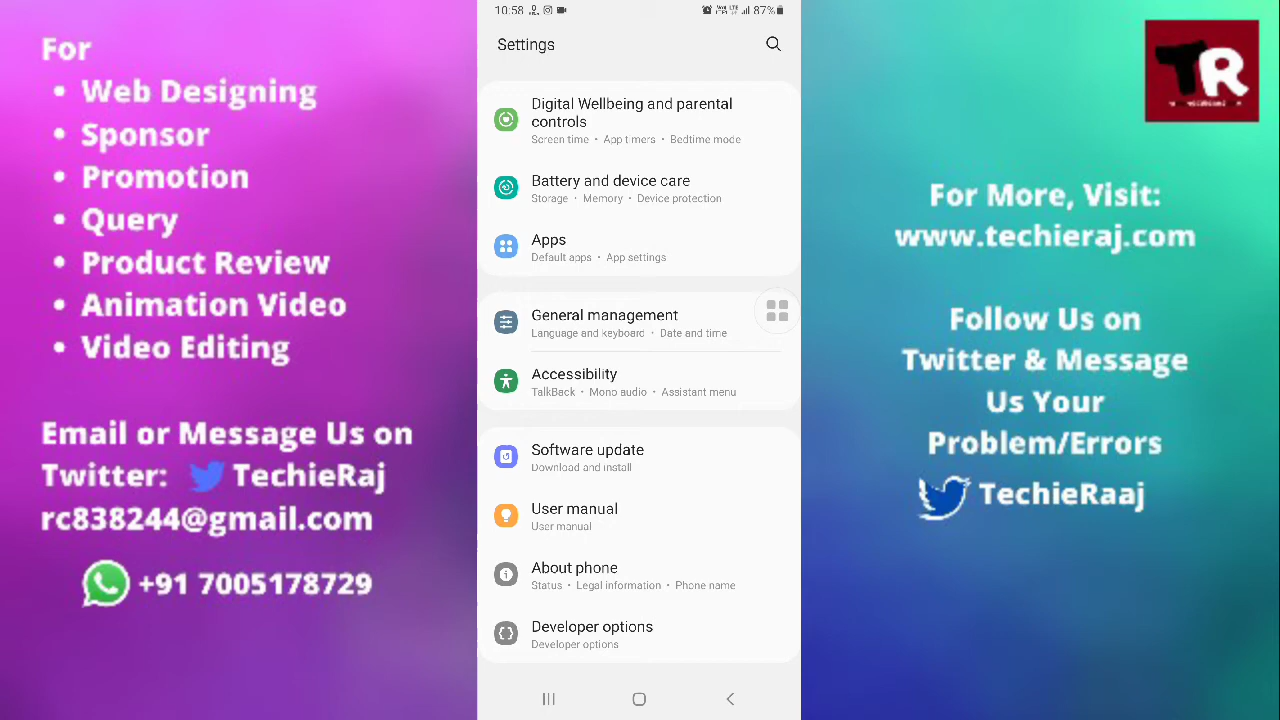 For
• Web Designing
• Sponsor
• Promotion
• Query
• Product Review
• Animation Video
• Video Editing
Email or Message Us on
Twitter: TechieRaj
rc838244@gmail.com
+91 7005178729
10:58
87%
Settings
Digital Wellbeing and parental
controls
Screen time • App timers • Bedtime mode
Battery and device care
Storage • Memory • Device protection
Apps
Default apps • App settings
General management
Language and keyboard • Date and time
Accessibility
TalkBack • Mono audio • Assistant menu
Software update
Download and install
User manual
User manual
About phone
Status • Legal information • Phone name
Developer options
Developer options
TR
For More, Visit:
www.techieraj.com
Follow Us on
Twitter & Message
Us Your
Problem/Errors
TechieRaaj